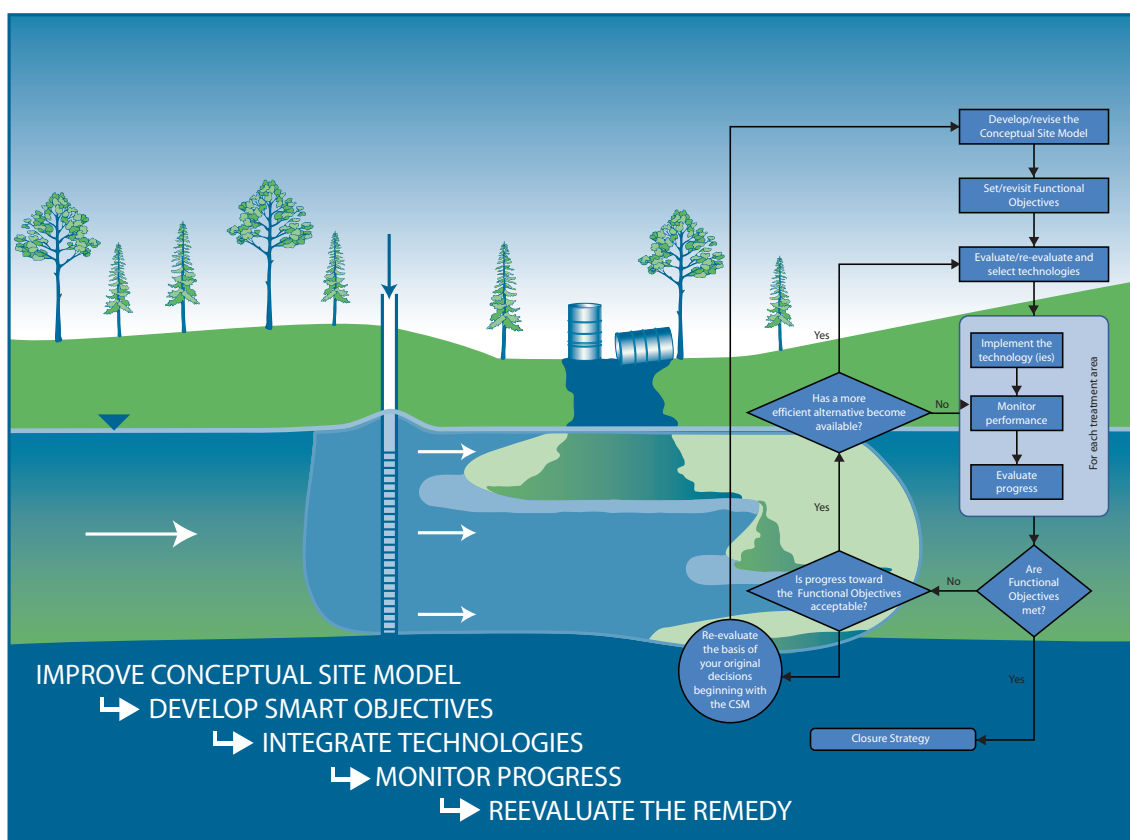 Develop/revise the
Conceptual Site Model
Set/revisit Functional
Objectives
Evaluate/re-evaluate and
select technologies
Yes
Implement the
technology (ies)
Has a more
efficient alternative become
available?
No
Monitor
performance
For each treatment area
Evaluate
progress
Yes
Is progress toward
the Functional Objectives
acceptable?
No
Are
Functional
Objectives
met?
Re-evaluate
the basis of
your original
decisions
beginning with
the CSM
Yes
Closure Strategy
IMPROVE CONCEPTUAL SITE MODEL
DEVELOP SMART OBJECTIVES
INTEGRATE TECHNOLOGIES
MONITOR PROGRESS
REEVALUATE THE REMEDY